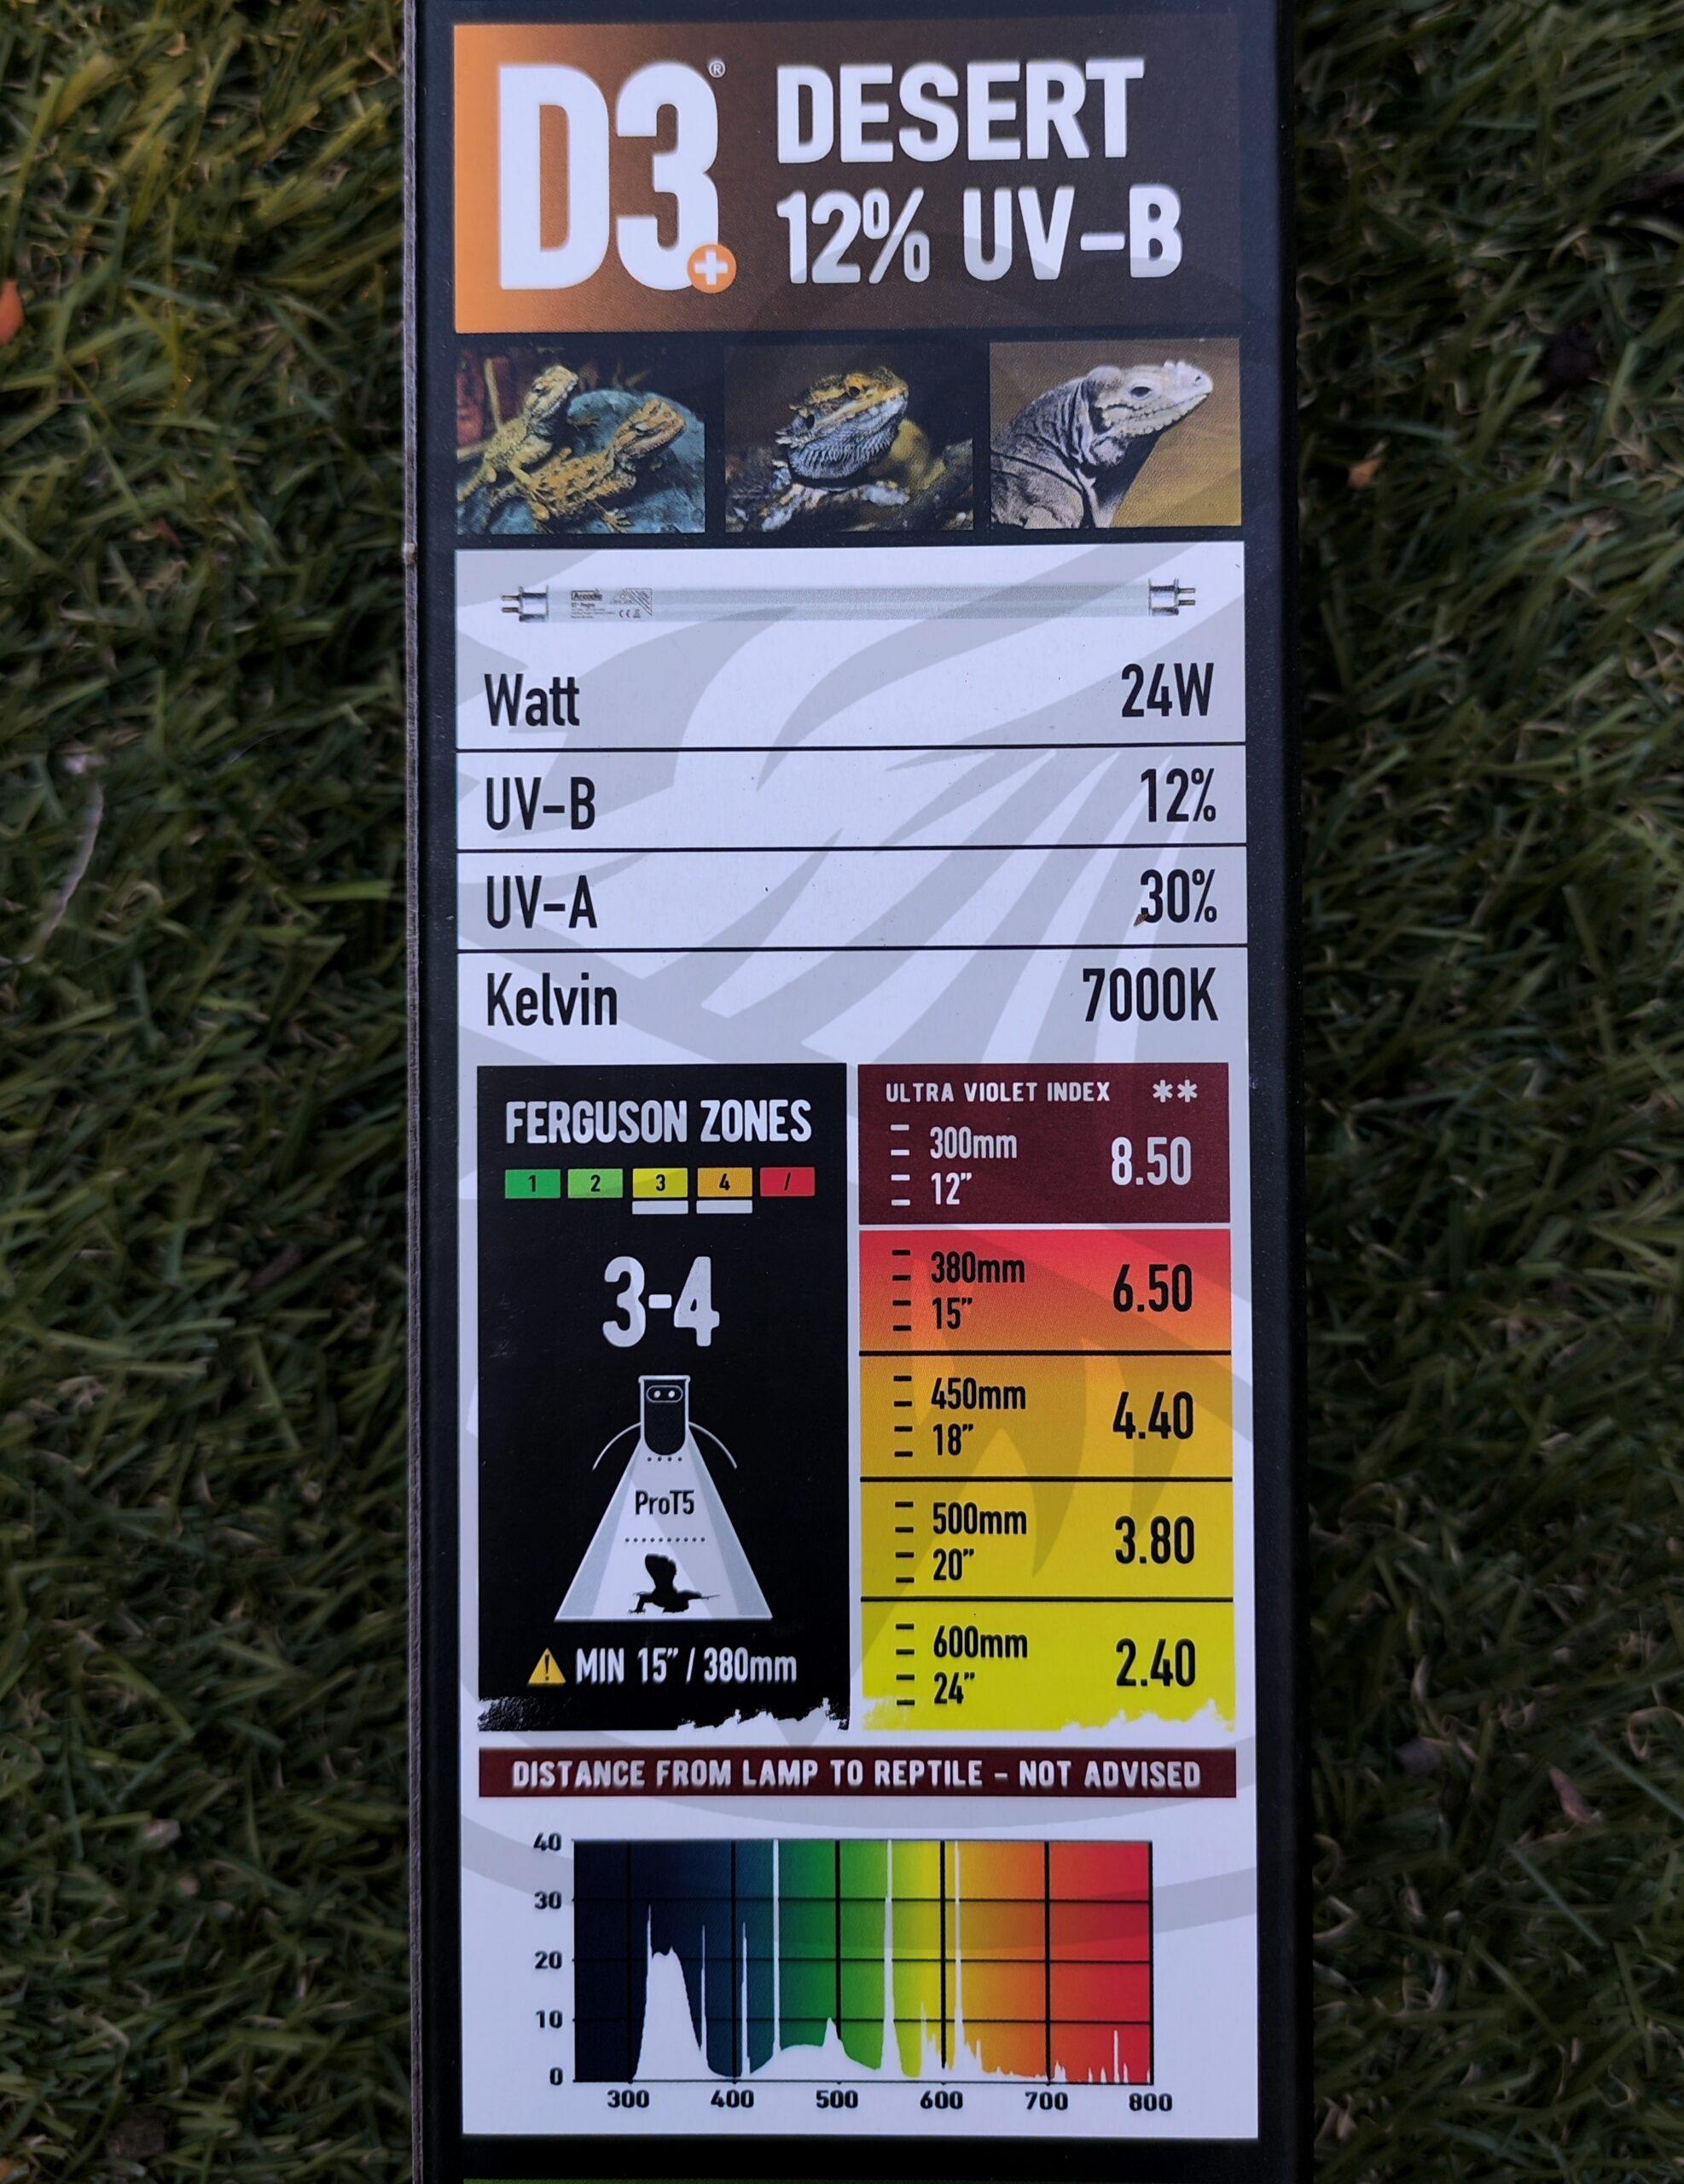 D3+® DESERT
12% UV-B
Arcadia
CE
Watt 24W
UV-B 12%
UV-A 30%
Kelvin 7000K
FERGUSON ZONES
1 2 3 4 /
3-4
ProT5
MIN 15" / 380mm
ULTRA VIOLET INDEX **
300mm
12" 8.50
380mm
15" 6.50
450mm
18" 4.40
500mm
20" 3.80
600mm
24" 2.40
DISTANCE FROM LAMP TO REPTILE - NOT ADVISED
40
30
20
10
0
300 400 500 600 700 800